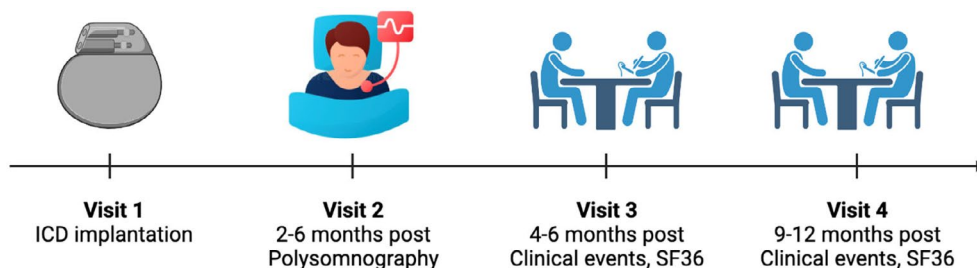 Visit 1
ICD implantation
Visit 2
2-6 months post
Polysomnography
Visit 3
4-6 months post
Clinical events, SF36
Visit 4
9-12 months post
Clinical events, SF36